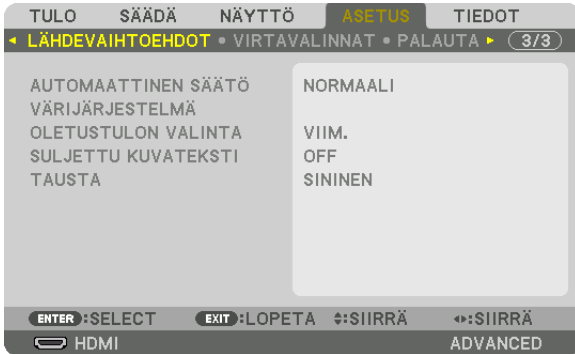 TULO SÄÄDÄ NÄYTTÖ ASETUS TIEDOT
◂ LÄHDEVAIHTOEHDOT • VIRTAVALINNAT • PALAUTA ▸ 3/3
AUTOMAATTINEN SÄÄTÖ NORMAALI
VÄRIJÄRJESTELMÄ
OLETUSTULON VALINTA VIIM.
SULJETTU KUVATEKSTI OFF
TAUSTA SININEN
ENTER :SELECT EXIT :LOPETA ♦:SIIRRÄ ◂▸:SIIRRÄ
HDMI ADVANCED